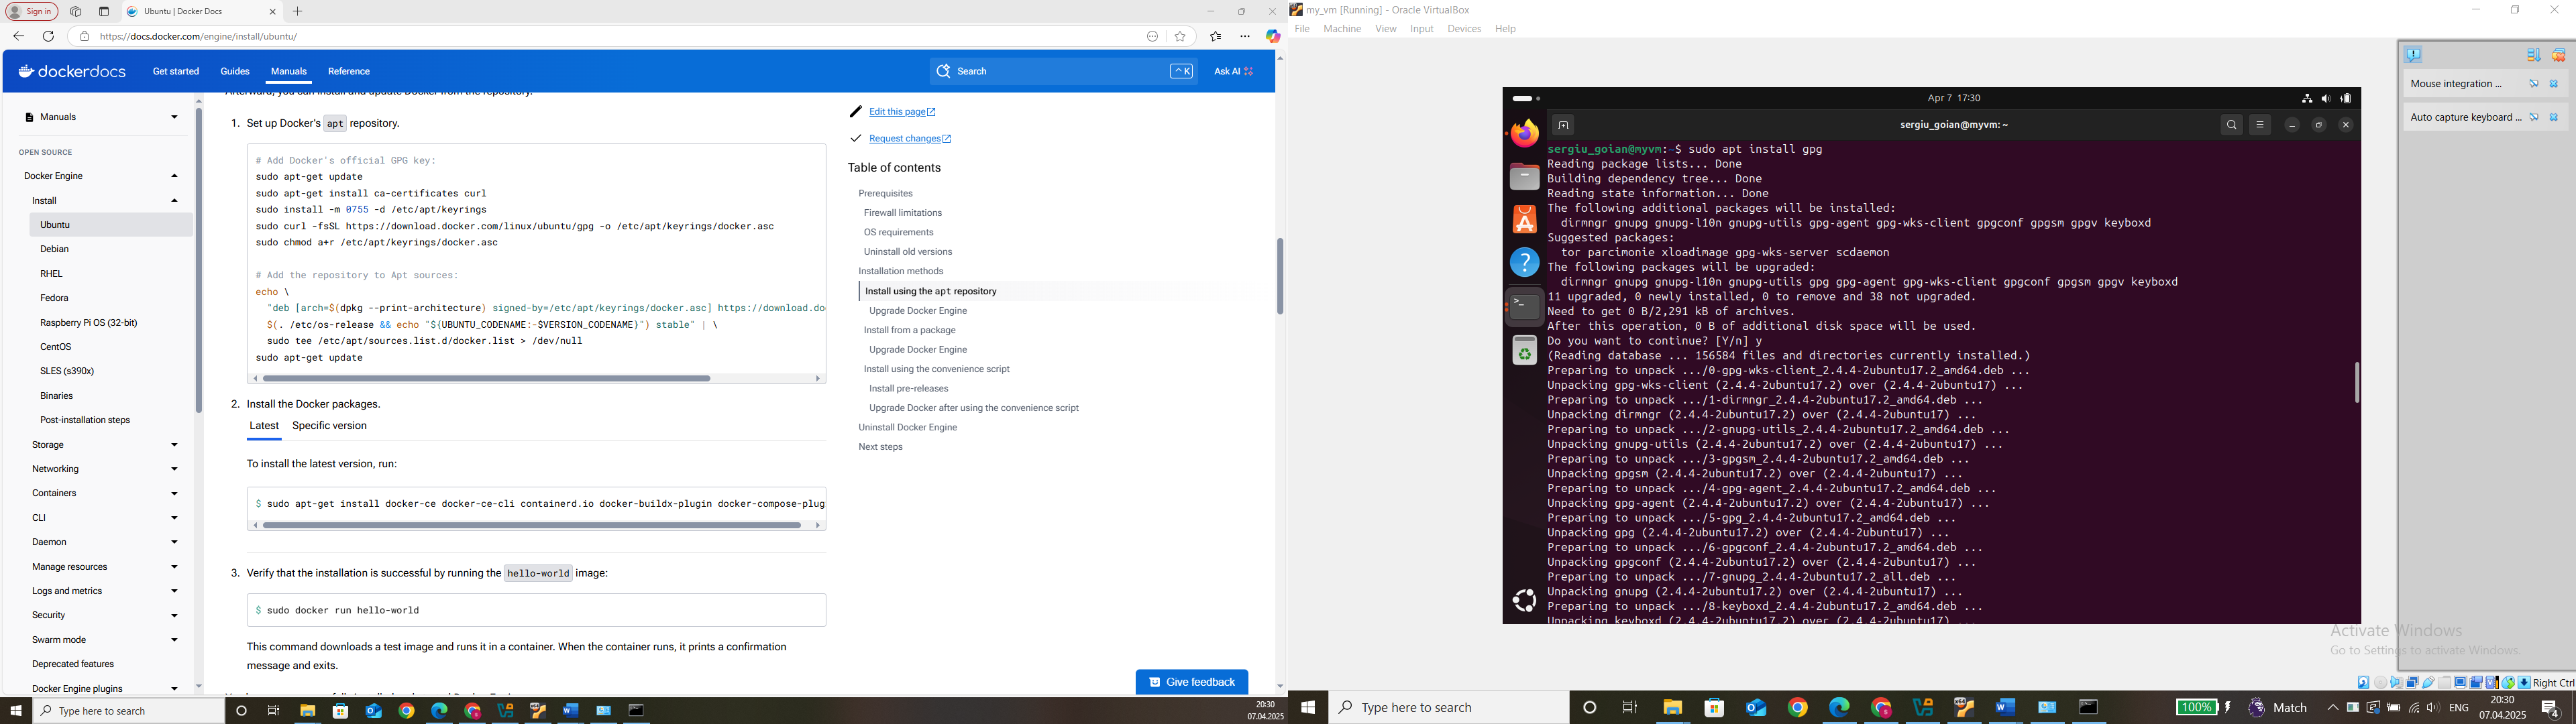 Sign in
Ubuntu | Docker Docs
https://docs.docker.com/engine/install/ubuntu/
dockerdocs
Get started
Guides
Manuals
Reference
Search
^K
Ask AI
Manuals
OPEN SOURCE
Docker Engine
Install
Ubuntu
Debian
RHEL
Fedora
Raspberry Pi OS (32-bit)
CentOS
SLES (s390x)
Binaries
Post-installation steps
Storage
Networking
Containers
CLI
Daemon
Manage resources
Logs and metrics
Security
Swarm mode
Deprecated features
Docker Engine plugins
Afterward, you can install and update Docker from the repository.
1. Set up Docker's apt repository.
# Add Docker's official GPG key:
sudo apt-get update
sudo apt-get install ca-certificates curl
sudo install -m 0755 -d /etc/apt/keyrings
sudo curl -fsSL https://download.docker.com/linux/ubuntu/gpg -o /etc/apt/keyrings/docker.asc
sudo chmod a+r /etc/apt/keyrings/docker.asc
# Add the repository to Apt sources:
echo \
"deb [arch=$(dpkg --print-architecture) signed-by=/etc/apt/keyrings/docker.asc] https://download.do
$(. /etc/os-release && echo "${UBUNTU_CODENAME:-$VERSION_CODENAME}") stable" | \
sudo tee /etc/apt/sources.list.d/docker.list > /dev/null
sudo apt-get update
2. Install the Docker packages.
Latest
Specific version
To install the latest version, run:
$ sudo apt-get install docker-ce docker-ce-cli containerd.io docker-buildx-plugin docker-compose-plug
3. Verify that the installation is successful by running the hello-world image:
$ sudo docker run hello-world
This command downloads a test image and runs it in a container. When the container runs, it prints a confirmation
message and exits.
Edit this page
Request changes
Table of contents
Prerequisites
Firewall limitations
OS requirements
Uninstall old versions
Installation methods
Install using the apt repository
Upgrade Docker Engine
Install from a package
Upgrade Docker Engine
Install using the convenience script
Install pre-releases
Upgrade Docker after using the convenience script
Uninstall Docker Engine
Next steps
Give feedback
Type here to search
20:30
07.04.2025
my_vm [Running] - Oracle VirtualBox
File Machine View Input Devices Help
Apr 7 17:30
sergiu_goian@myvm: ~
sergiu_goian@myvm:~$ sudo apt install gpg
Reading package lists... Done
Building dependency tree... Done
Reading state information... Done
The following additional packages will be installed:
dirmngr gnupg gnupg-l10n gnupg-utils gpg-agent gpg-wks-client gpgconf gpgsm gpgv keyboxd
Suggested packages:
tor parcimonie xloadimage gpg-wks-server scdaemon
The following packages will be upgraded:
dirmngr gnupg gnupg-l10n gnupg-utils gpg gpg-agent gpg-wks-client gpgconf gpgsm gpgv keyboxd
11 upgraded, 0 newly installed, 0 to remove and 38 not upgraded.
Need to get 0 B/2,291 kB of archives.
After this operation, 0 B of additional disk space will be used.
Do you want to continue? [Y/n] y
(Reading database ... 156584 files and directories currently installed.)
Preparing to unpack .../0-gpg-wks-client_2.4.4-2ubuntu17.2_amd64.deb ...
Unpacking gpg-wks-client (2.4.4-2ubuntu17.2) over (2.4.4-2ubuntu17) ...
Preparing to unpack .../1-dirmngr_2.4.4-2ubuntu17.2_amd64.deb ...
Unpacking dirmngr (2.4.4-2ubuntu17.2) over (2.4.4-2ubuntu17) ...
Preparing to unpack .../2-gnupg-utils_2.4.4-2ubuntu17.2_amd64.deb ...
Unpacking gnupg-utils (2.4.4-2ubuntu17.2) over (2.4.4-2ubuntu17) ...
Preparing to unpack .../3-gpgsm_2.4.4-2ubuntu17.2_amd64.deb ...
Unpacking gpgsm (2.4.4-2ubuntu17.2) over (2.4.4-2ubuntu17) ...
Preparing to unpack .../4-gpg-agent_2.4.4-2ubuntu17.2_amd64.deb ...
Unpacking gpg-agent (2.4.4-2ubuntu17.2) over (2.4.4-2ubuntu17) ...
Preparing to unpack .../5-gpg_2.4.4-2ubuntu17.2_amd64.deb ...
Unpacking gpg (2.4.4-2ubuntu17.2) over (2.4.4-2ubuntu17) ...
Preparing to unpack .../6-gpgconf_2.4.4-2ubuntu17.2_amd64.deb ...
Unpacking gpgconf (2.4.4-2ubuntu17.2) over (2.4.4-2ubuntu17) ...
Preparing to unpack .../7-gnupg_2.4.4-2ubuntu17.2_all.deb ...
Unpacking gnupg (2.4.4-2ubuntu17.2) over (2.4.4-2ubuntu17) ...
Preparing to unpack .../8-keyboxd_2.4.4-2ubuntu17.2_amd64.deb ...
Unpacking keyboxd (2.4.4-2ubuntu17.2) over (2.4.4-2ubuntu17) ...
Mouse integration ...
Auto capture keyboard ...
Activate Windows
Go to Settings to activate Windows.
Right Ctrl
Type here to search
100%
Match
ENG
20:30
07.04.2025
4